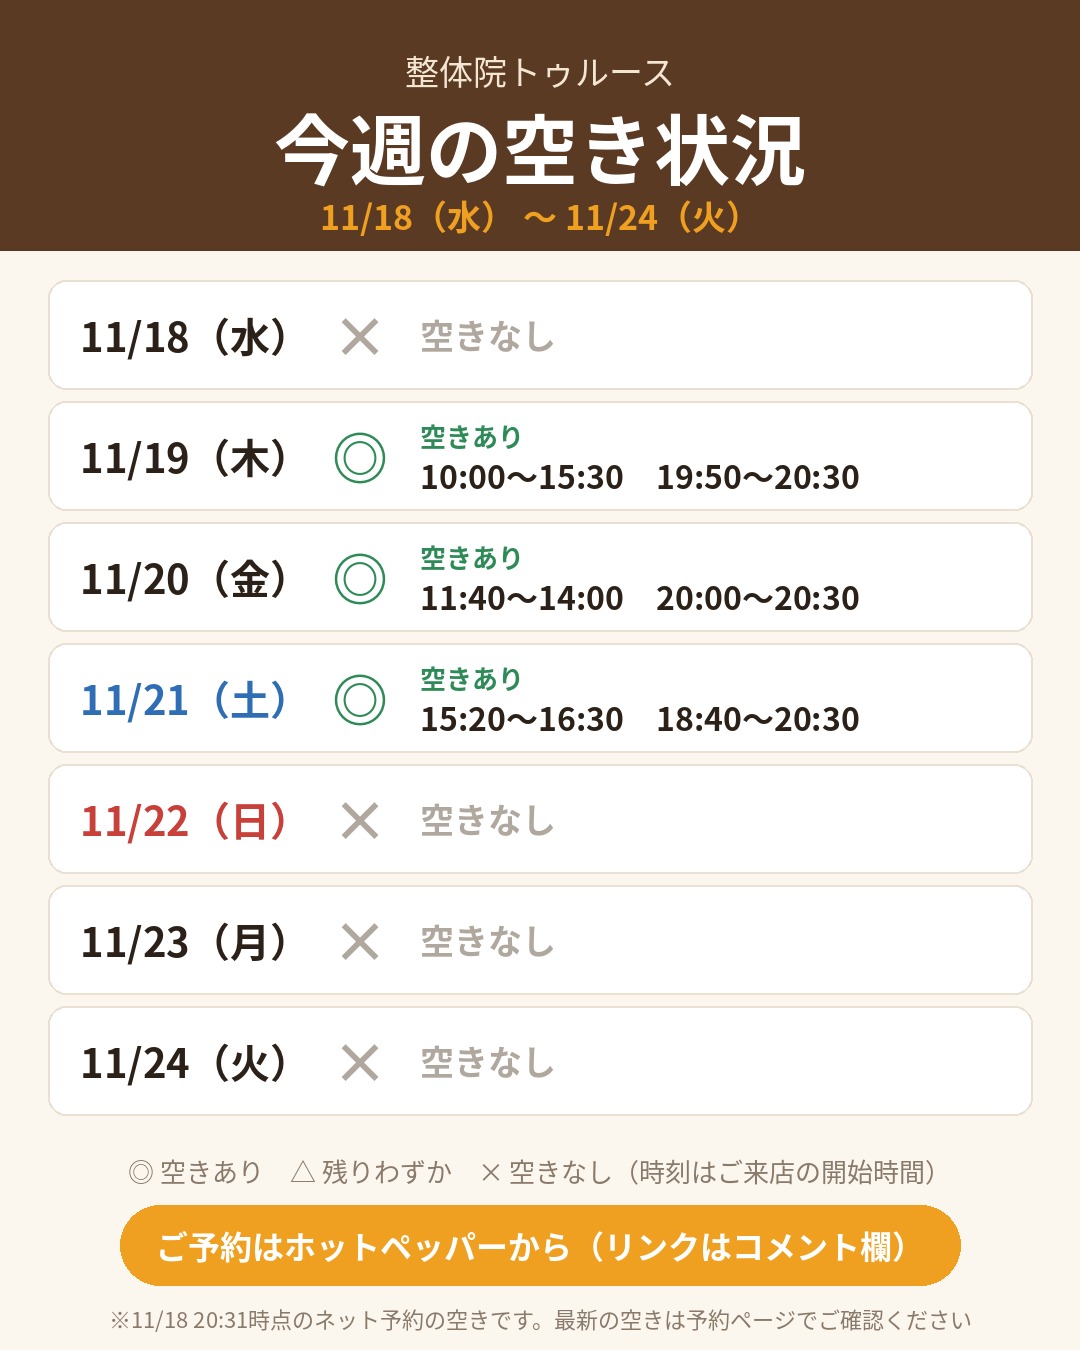 整体院トゥルース
今週の空き状況
11/18（水）～ 11/24（火）
11/18（水） × 空きなし
11/19（木） ◎ 空きあり
10:00～15:30　19:50～20:30
11/20（金） ◎ 空きあり
11:40～14:00　20:00～20:30
11/21（土） ◎ 空きあり
15:20～16:30　18:40～20:30
11/22（日） × 空きなし
11/23（月） × 空きなし
11/24（火） × 空きなし
◎ 空きあり　△ 残りわずか　× 空きなし（時刻はご来店の開始時間）
ご予約はホットペッパーから（リンクはコメント欄）
※11/18 20:31時点のネット予約の空きです。最新の空きは予約ページでご確認ください